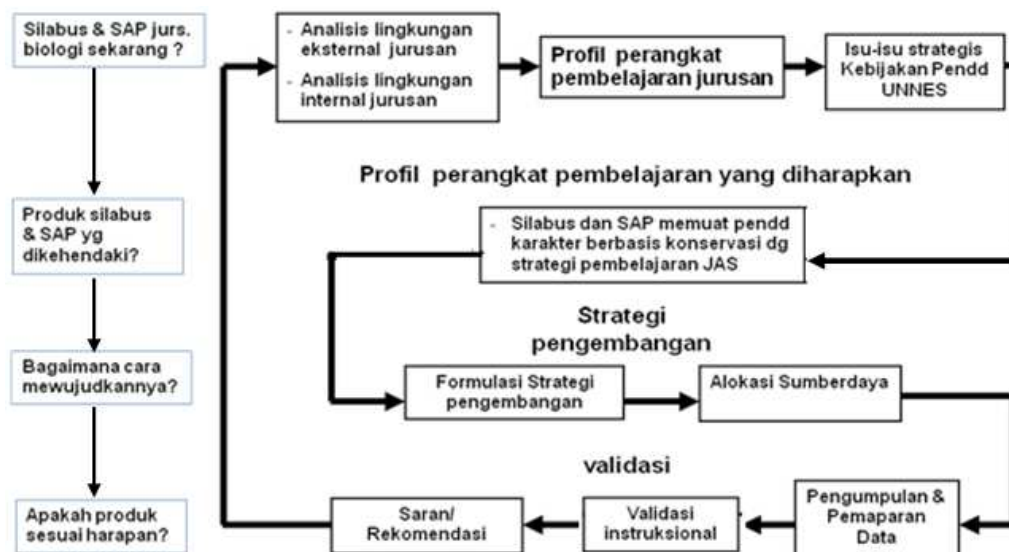 Silabus & SAP jurs.
biologi sekarang ?
- Analisis lingkungan
eksternal jurusan
- Analisis lingkungan
internal jurusan
Profil perangkat
pembelajaran jurusan
Isu-isu strategis
Kebijakan Pendd
UNNES
Profil perangkat pembelajaran yang diharapkan
Produk silabus
& SAP yg
dikehendaki?
- Silabus dan SAP memuat pendd
karakter berbasis konservasi dg
strategi pembelajaran JAS
Strategi
pengembangan
Bagaimana cara
mewujudkannya?
Formulasi Strategi
pengembangan
Alokasi Sumberdaya
validasi
Apakah produk
sesuai harapan?
Saran/
Rekomendasi
Validasi
instruksional
Pengumpulan &
Pemaparan
Data